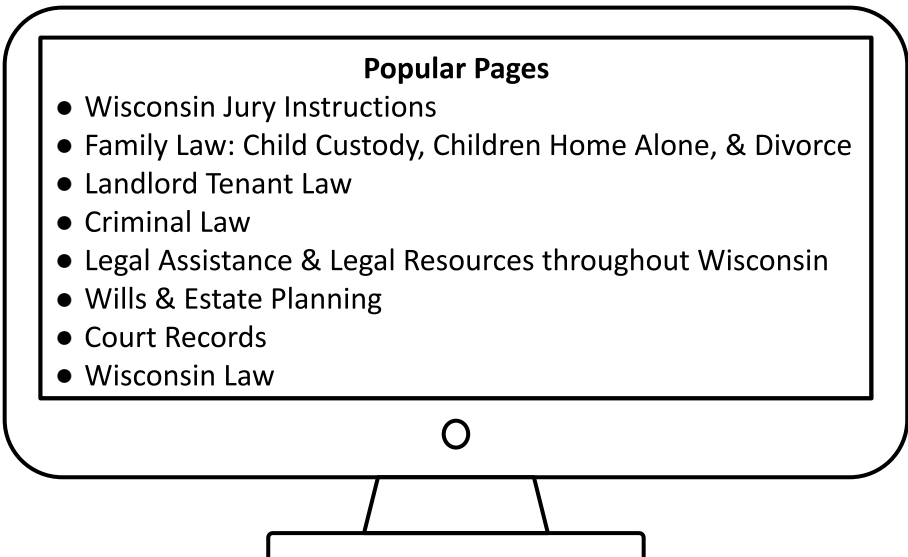 Popular Pages
● Wisconsin Jury Instructions
● Family Law: Child Custody, Children Home Alone, & Divorce
● Landlord Tenant Law
● Criminal Law
● Legal Assistance & Legal Resources throughout Wisconsin
● Wills & Estate Planning
● Court Records
● Wisconsin Law